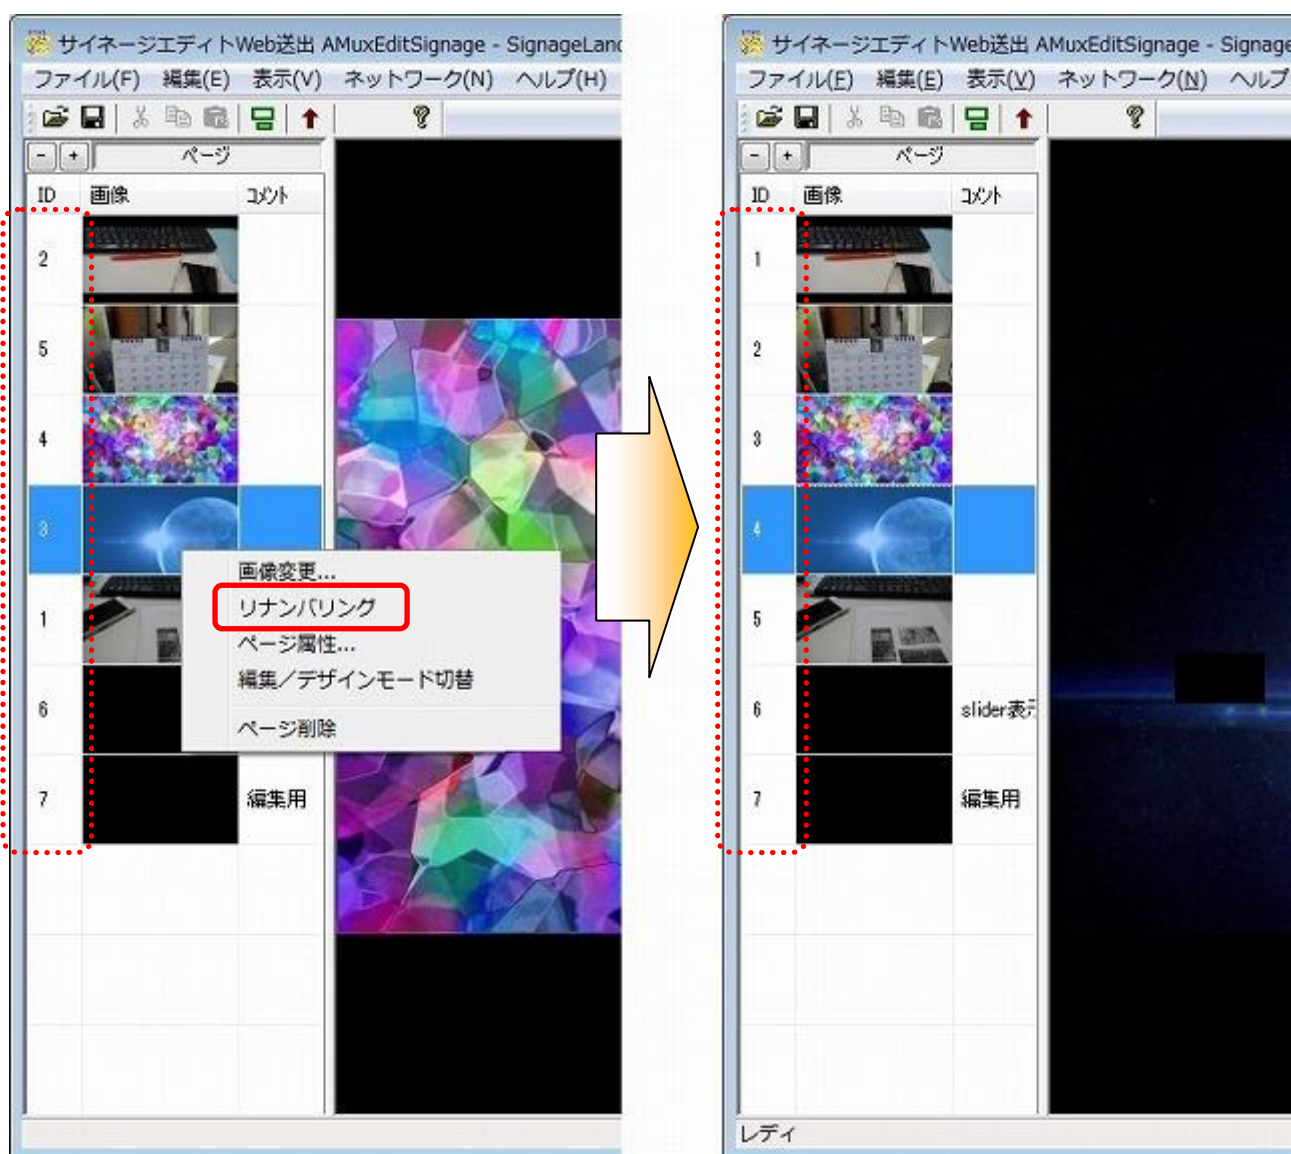 サイネージエディトWeb送出 AMuxEditSignage - SignageLand
ファイル(F) 編集(E) 表示(V) ネットワーク(N) ヘルプ(H)
- + ページ
ID 画像 コメント
2
5
4
3
1
6
7 編集用
画像変更...
リナンバリング
ページ属性...
編集／デザインモード切替
ページ削除
サイネージエディトWeb送出 AMuxEditSignage - Signage
ファイル(F) 編集(E) 表示(V) ネットワーク(N) ヘルプ
- + ページ
ID 画像 コメント
1
2
3
4
5
6 slider表示
7 編集用
レディ